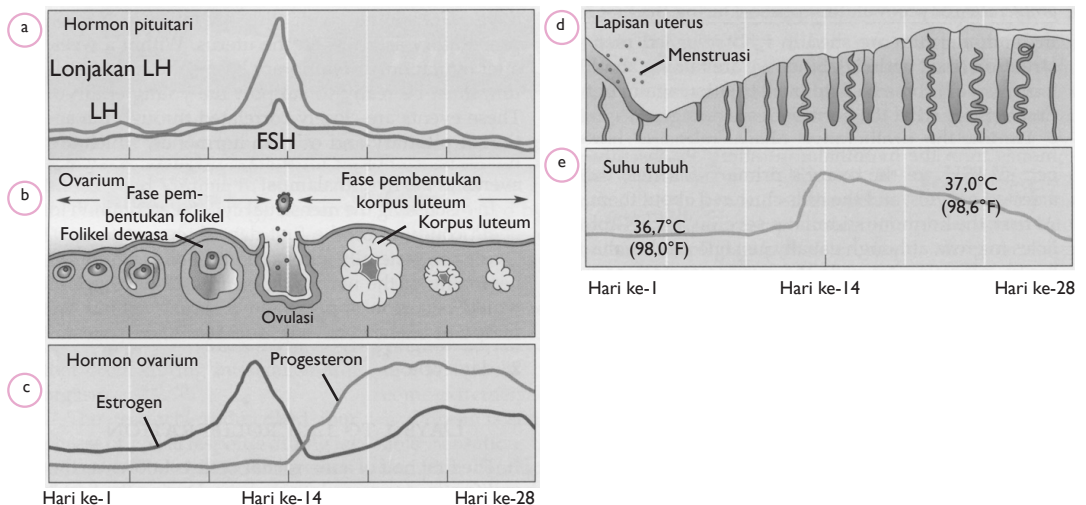 a
Hormon pituitari
Lonjakan LH
LH
FSH
b
Ovarium
Fase pem-
bentukan folikel
Folikel dewasa
Fase pembentukan
korpus luteum
Korpus luteum
Ovulasi
c
Hormon ovarium
Progesteron
Estrogen
Hari ke-1
Hari ke-14
Hari ke-28
d
Lapisan uterus
Menstruasi
e
Suhu tubuh
36,7°C
(98,0°F)
37,0°C
(98,6°F)
Hari ke-1
Hari ke-14
Hari ke-28